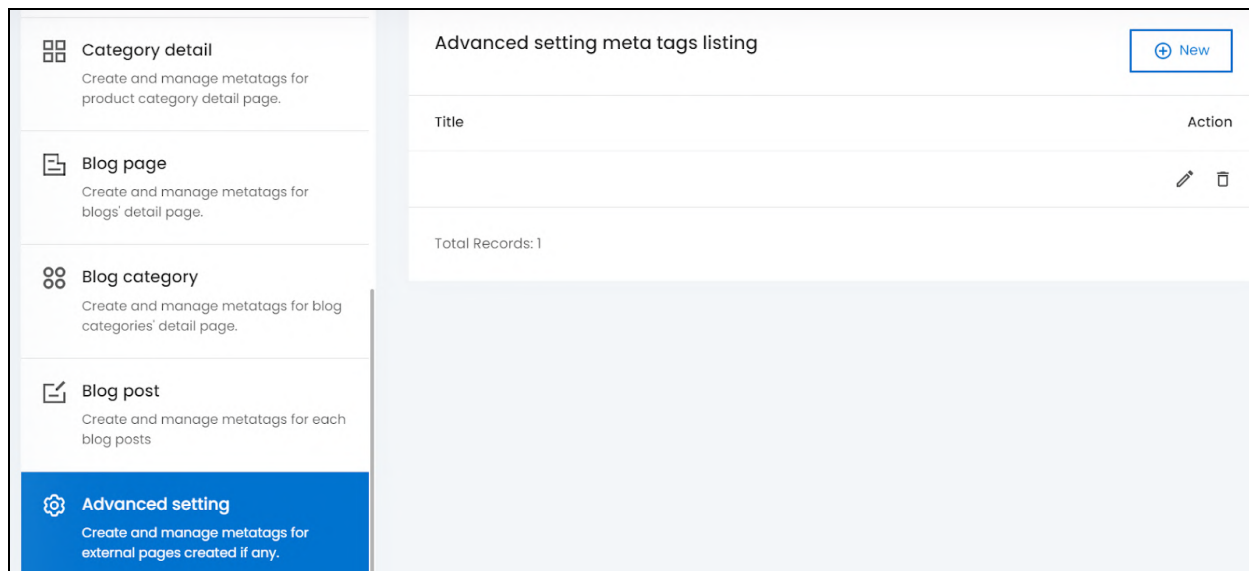 Category detail
Create and manage metatags for
product category detail page.
Blog page
Create and manage metatags for
blogs' detail page.
Blog category
Create and manage metatags for blog
categories' detail page.
Blog post
Create and manage metatags for each
blog posts
Advanced setting
Create and manage metatags for
external pages created if any.
Advanced setting meta tags listing
New
Title
Action
Total Records: 1